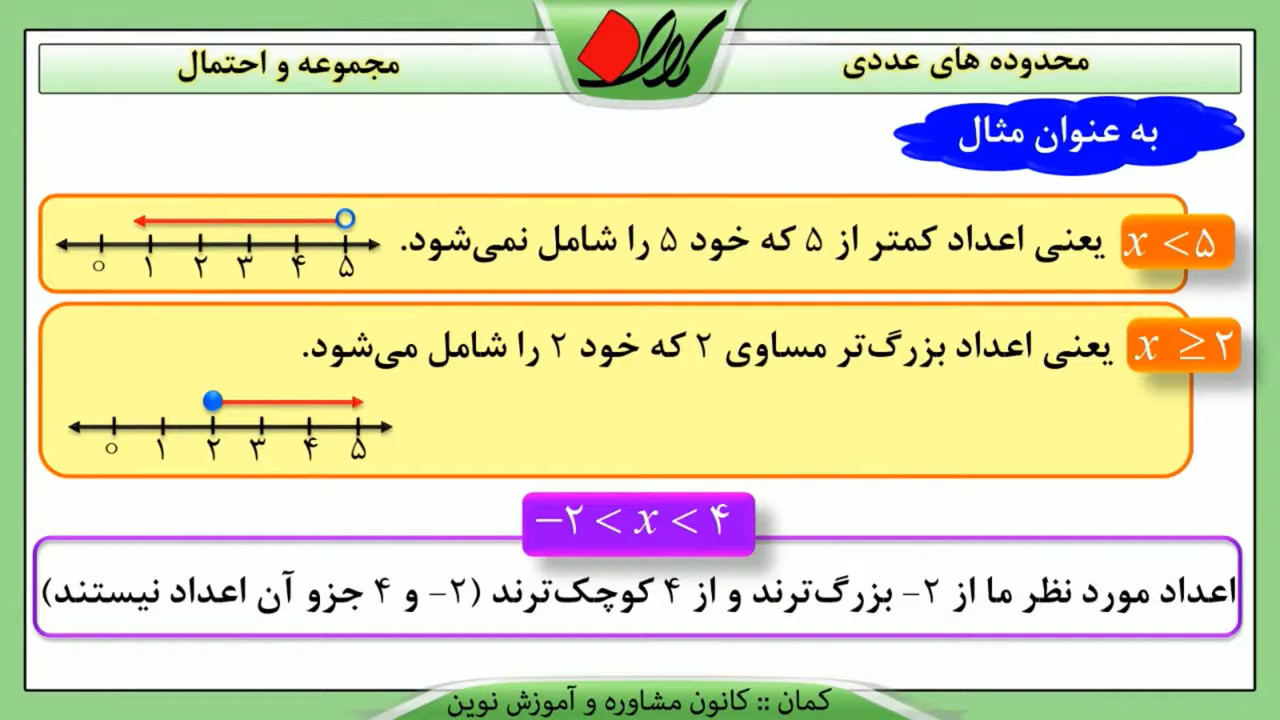 محدوده های عددی
کمان
مجموعه و احتمال
به عنوان مثال
x < ۵
یعنی اعداد کمتر از ۵ که خود ۵ را شامل نمی‌شود.
۰ ۱ ۲ ۳ ۴ ۵
x ≥ ۲
یعنی اعداد بزرگ‌تر مساوی ۲ که خود ۲ را شامل می‌شود.
۰ ۱ ۲ ۳ ۴ ۵
−۲ < x < ۴
اعداد مورد نظر ما از ۲- بزرگ‌ترند و از ۴ کوچک‌ترند (۲- و ۴ جزو آن اعداد نیستند)
کمان :: کانون مشاوره و آموزش نوین